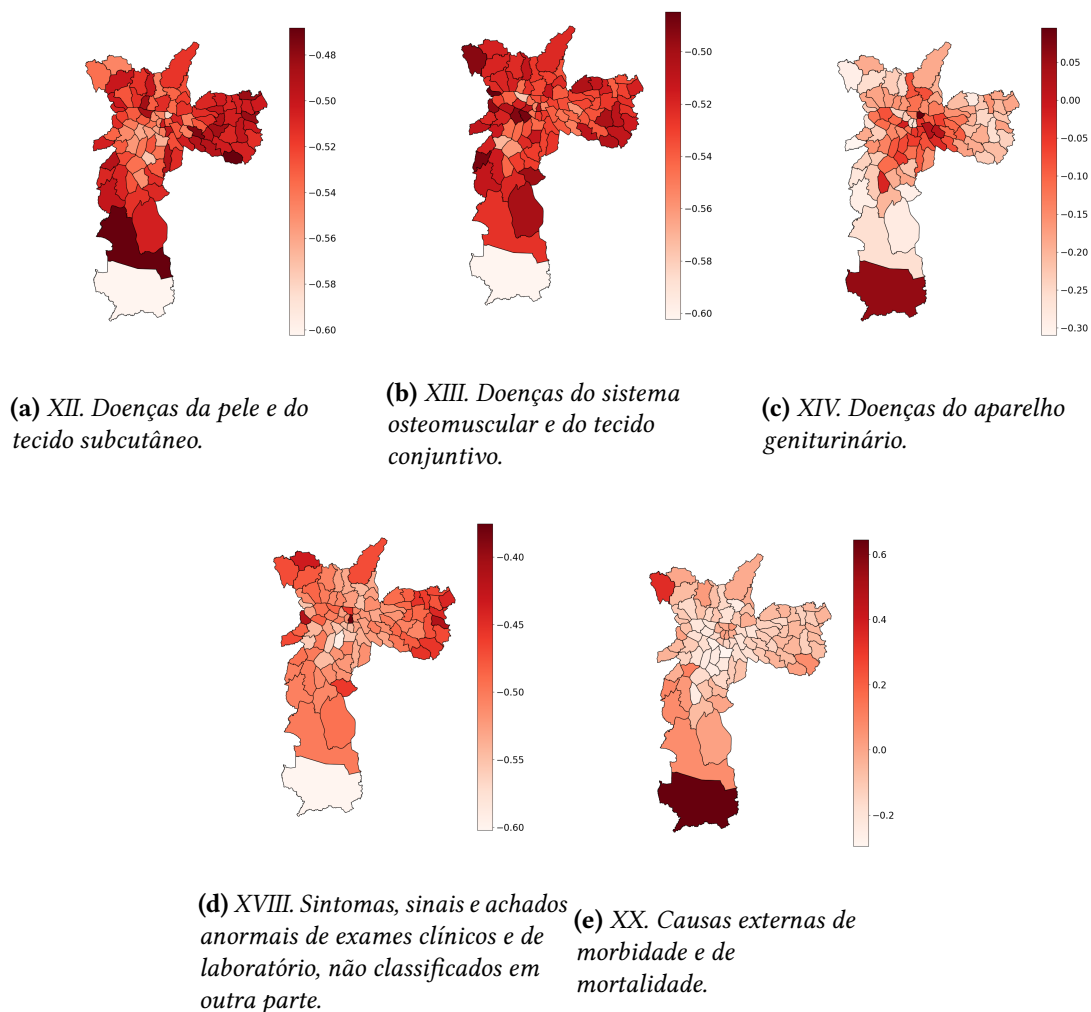 −0.48
−0.50
−0.52
−0.54
−0.56
−0.58
−0.60
−0.50
−0.52
−0.54
−0.56
−0.58
−0.60
0.05
0.00
−0.05
−0.10
−0.15
−0.20
−0.25
−0.30
(a) XII. Doenças da pele e do
tecido subcutâneo.
(b) XIII. Doenças do sistema
osteomuscular e do tecido
conjuntivo.
(c) XIV. Doenças do aparelho
geniturinário.
−0.40
−0.45
−0.50
−0.55
−0.60
0.6
0.4
0.2
0.0
−0.2
(d) XVIII. Sintomas, sinais e achados
anormais de exames clínicos e de
laboratório, não classificados em
outra parte.
(e) XX. Causas externas de
morbidade e de
mortalidade.